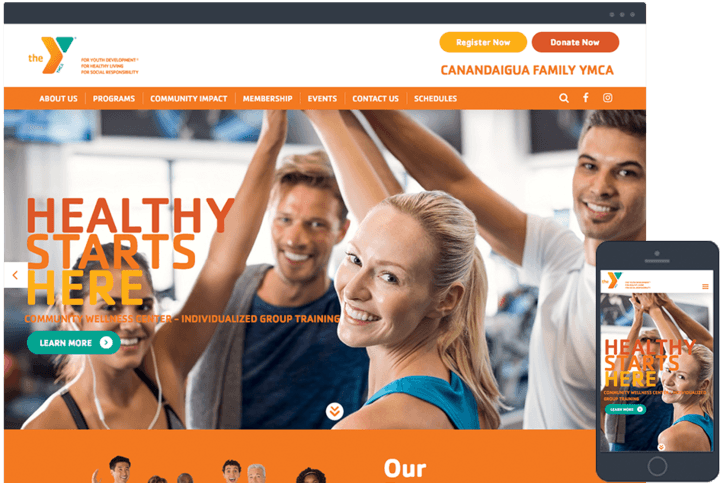 the
YMCA
FOR YOUTH DEVELOPMENT®
FOR HEALTHY LIVING
FOR SOCIAL RESPONSIBILITY
Register Now
Donate Now
CANANDAIGUA FAMILY YMCA
ABOUT US
PROGRAMS
COMMUNITY IMPACT
MEMBERSHIP
EVENTS
CONTACT US
SCHEDULES
HEALTHY
STARTS
HERE
COMMUNITY WELLNESS CENTER - INDIVIDUALIZED GROUP TRAINING
LEARN MORE
Our
the
HEALTHY
STARTS
HERE
COMMUNITY WELLNESS
GROUP TRAINING
LEARN MORE